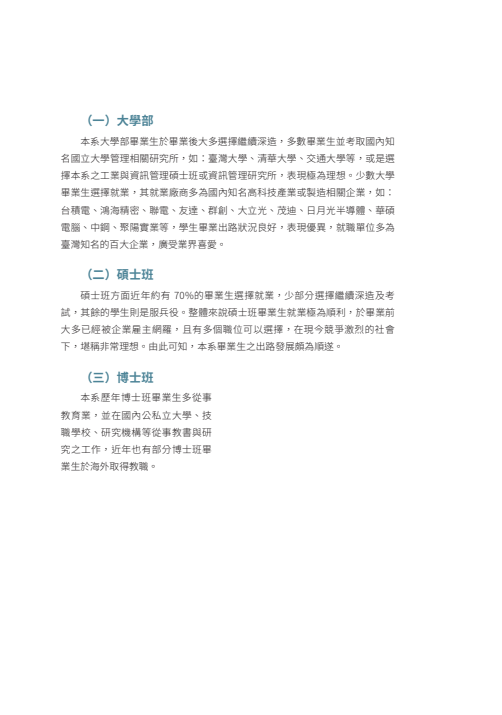 （一）大學部
本系大學部畢業生於畢業後大多選擇繼續深造，多數畢業生並考取國內知
名國立大學管理相關研究所，如：臺灣大學、清華大學、交通大學等，或是選
擇本系之工業與資訊管理碩士班或資訊管理研究所，表現極為理想。少數大學
畢業生選擇就業，其就業廠商多為國內知名高科技產業或製造相關企業，如：
台積電、鴻海精密、聯電、友達、群創、大立光、茂迪、日月光半導體、華碩
電腦、中鋼、眾陽實業等，學生畢業出路狀況良好，表現優異，就職單位多為
臺灣知名的百大企業，廣受業界喜愛。
（二）碩士班
碩士班方面近年約有 70%的畢業生選擇就業，少部分選擇繼續深造及考
試，其餘的學生則是服兵役。整體來說碩士班畢業生就業極為順利，於畢業前
大多已經被企業雇主網羅，且有多個職位可以選擇，在現今競爭激烈的社會
下，堪稱非常理想。由此可知，本系畢業生之出路發展頗為順遂。
（三）博士班
本系歷年博士班畢業生多從事
教育業，並在國內公私立大學、技
職學校、研究機構等從事教書與研
究之工作，近年也有部分博士班畢
業生於海外取得教職。